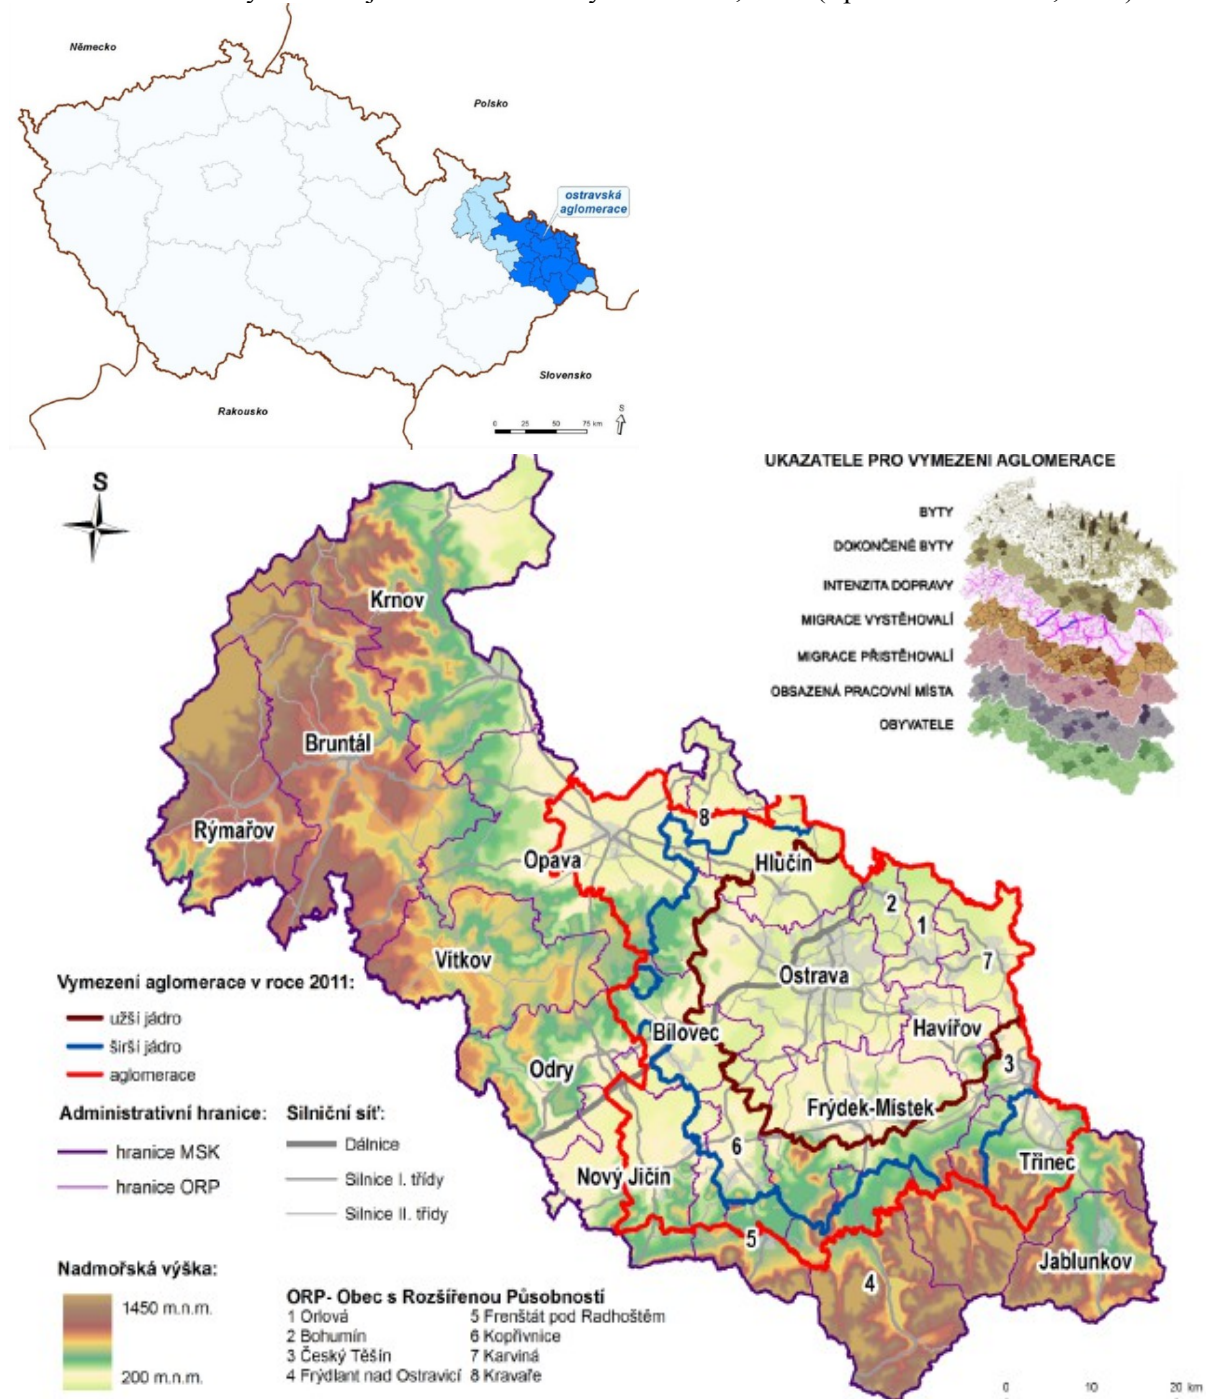 Německo
Polsko
ostravská
aglomerace
Slovensko
Rakousko
S
0 25 50 75 km
UKAZATELE PRO VYMEZENI AGLOMERACE
BYTY
DOKONČENÉ BYTY
INTENZITA DOPRAVY
MIGRACE VYSTĚHOVALÍ
MIGRACE PŘISTĚHOVALÍ
OBSAZENÁ PRACOVNÍ MÍSTA
OBYVATELE
S
Krnov
Bruntál
Rýmařov
8
Opava
Hlučín
2
1
Vítkov
Ostrava
7
Bílovec
Havířov
Odry
3
Frýdek-Místek
6
Nový Jičín
Třinec
5
4
Jablunkov
Vymezení aglomerace v roce 2011:
užší jádro
širší jádro
aglomerace
Administrativní hranice:
hranice MSK
hranice ORP
Silniční síť:
Dálnice
Silnice I. třídy
Silnice II. třídy
Nadmořská výška:
1450 m.n.m.
200 m.n.m.
ORP- Obec s Rozšířenou Působností
1 Orlová 5 Frenštát pod Radhoštěm
2 Bohumín 6 Kopřivnice
3 Český Těšín 7 Karviná
4 Frýdlant nad Ostravicí 8 Kravaře
0 10 20 km